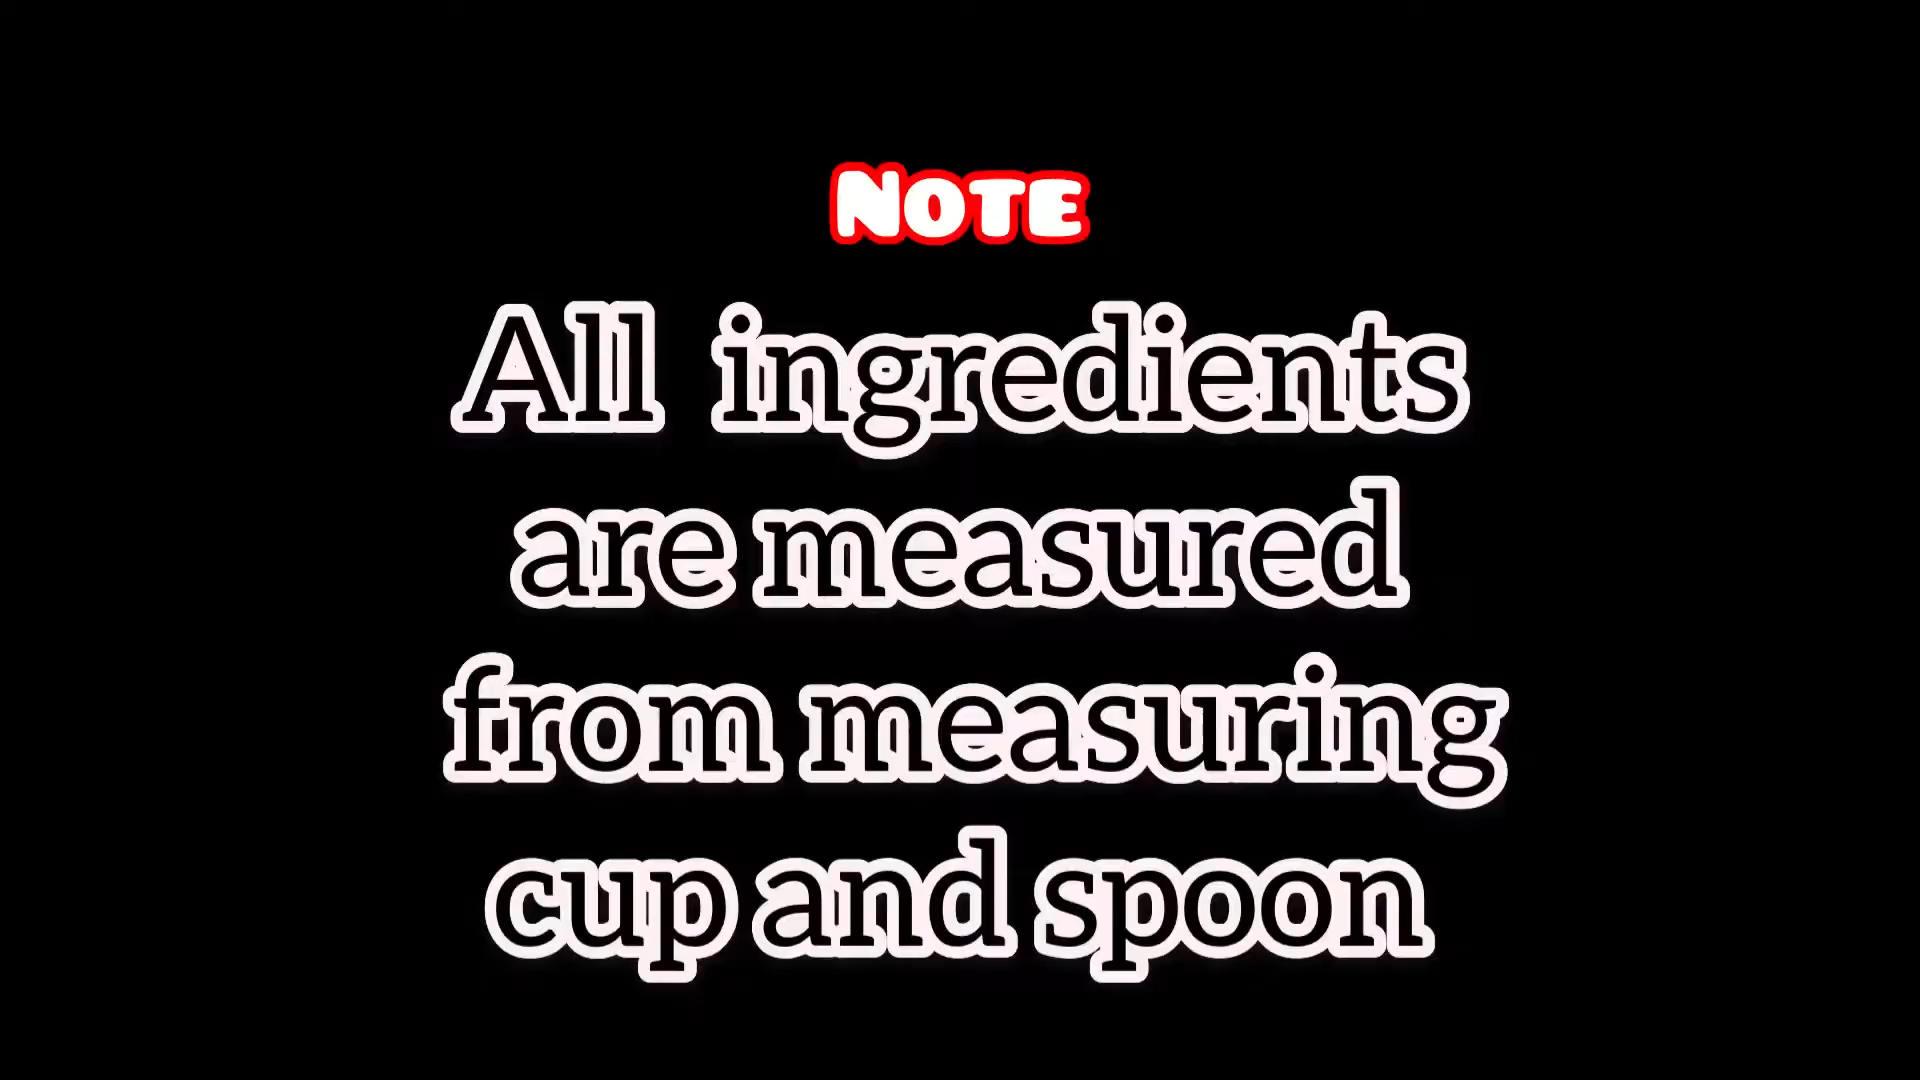 NOTE
All ingredients
are measured
from measuring
cup and spoon